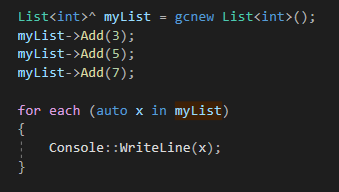 List<int>^ myList = gcnew List<int>();
myList->Add(3);
myList->Add(5);
myList->Add(7);
for each (auto x in myList)
{
    Console::WriteLine(x);
}